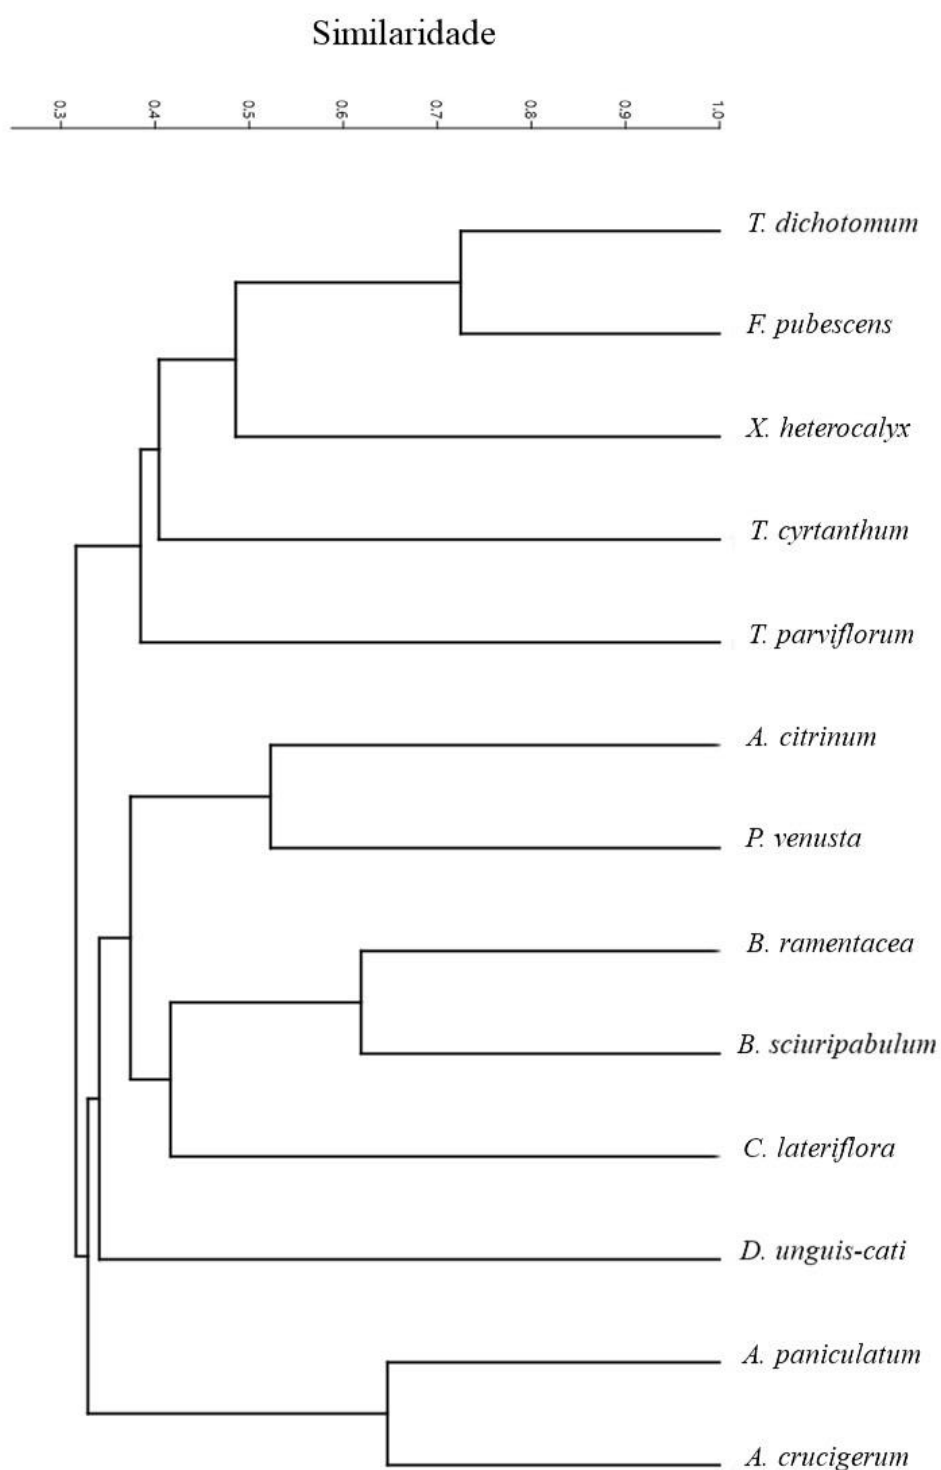 Similaridade
0.3 0.4 0.5 0.6 0.7 0.8 0.9 1.0
T. dichotomum
F. pubescens
X. heterocalyx
T. cyrtanthum
T. parviflorum
A. citrinum
P. venusta
B. ramentacea
B. sciuripabulum
C. lateriflora
D. unguis-cati
A. paniculatum
A. crucigerum